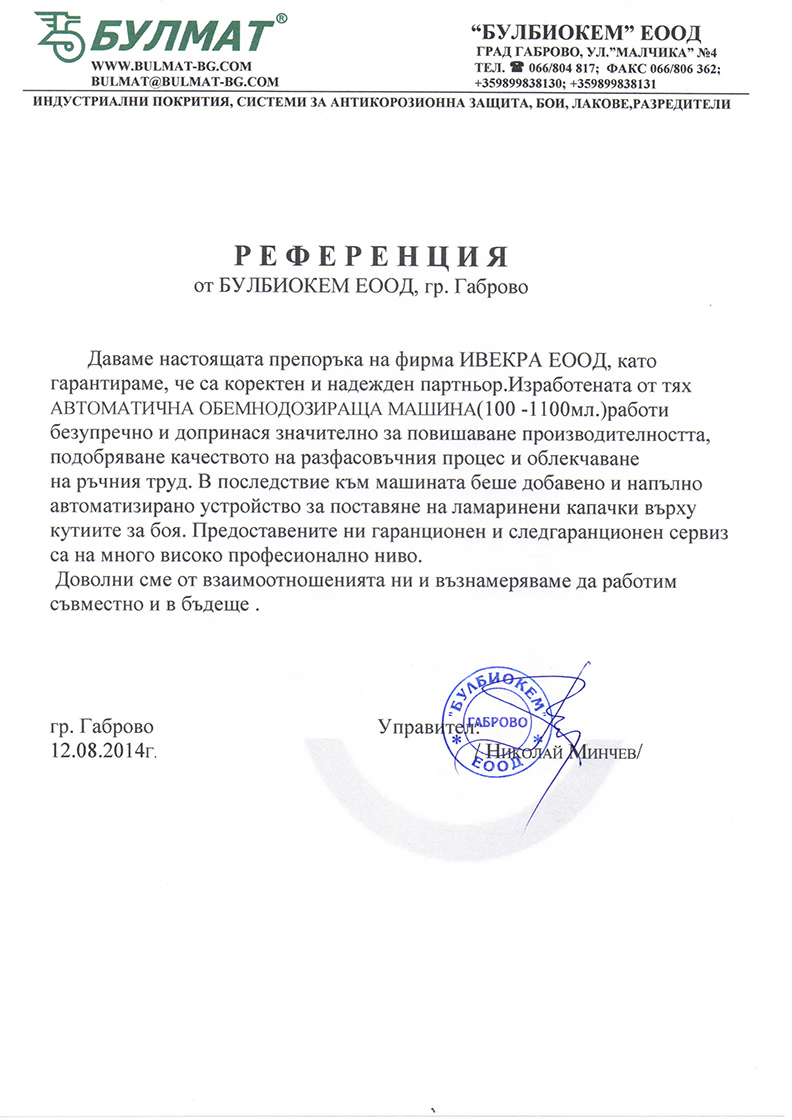 БУЛМАТ®
WWW.BULMAT-BG.COM
BULMAT@BULMAT-BG.COM
“БУЛБИОКЕМ” ЕООД
ГРАД ГАБРОВО, УЛ.”МАЛЧИКА” №4
ТЕЛ. ☎ 066/804 817; ФАКС 066/806 362;
+359899838130; +359899838131
ИНДУСТРИАЛНИ ПОКРИТИЯ, СИСТЕМИ ЗА АНТИКОРОЗИОННА ЗАЩИТА, БОИ, ЛАКОВЕ,РАЗРЕДИТЕЛИ
РЕФЕРЕНЦИЯ
от БУЛБИОКЕМ ЕООД, гр. Габрово
Даваме настоящата препоръка на фирма ИВЕКРА ЕООД, като
гарантираме, че са коректен и надежден партньор.Изработената от тях
АВТОМАТИЧНА ОБЕМНОДОЗИРАЩА МАШИНА(100 -1100мл.)работи
безупречно и допринася значително за повишаване производителността,
подобряване качеството на разфасовъчния процес и облекчаване
на ръчния труд. В последствие към машината беше добавено и напълно
автоматизирано устройство за поставяне на ламаринени капачки върху
кутиите за боя. Предоставените ни гаранционен и следгаранционен сервиз
са на много високо професионално ниво.
Доволни сме от взаимоотношенията ни и възнамеряваме да работим
съвместно и в бъдеще .
гр. Габрово
12.08.2014г.
Управител:
/ Николай Минчев/
"БУЛБИОКЕМ"
ГАБРОВО
* ЕООД *